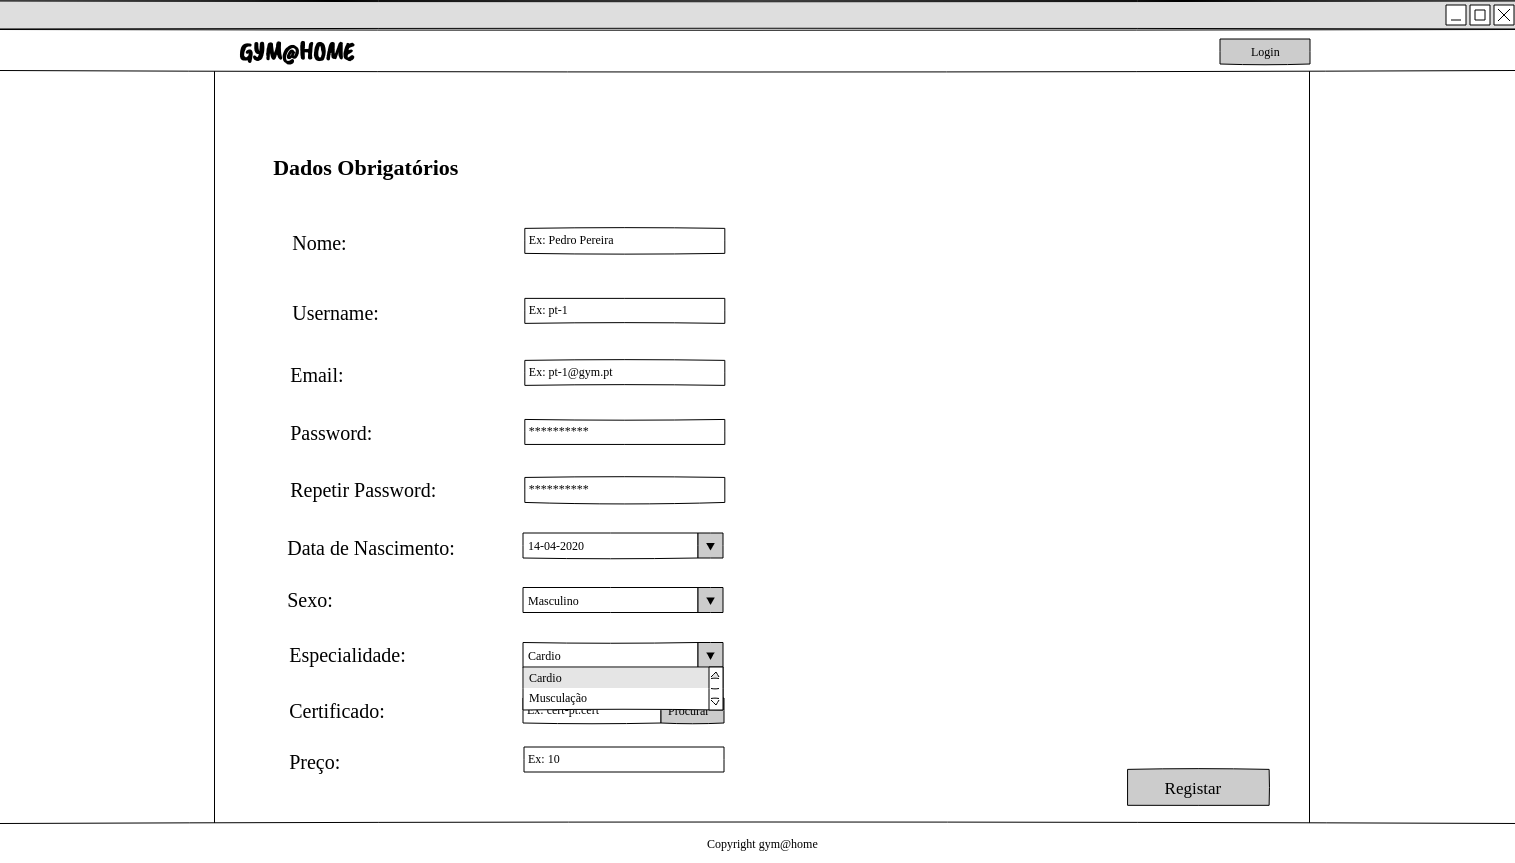 GYM@HOME
Login
Dados Obrigatórios
Nome:
Ex: Pedro Pereira
Username:
Ex: pt-1
Email:
Ex: pt-1@gym.pt
Password:
**********
Repetir Password:
**********
Data de Nascimento:
14-04-2020
Sexo:
Masculino
Especialidade:
Cardio
Cardio
Musculação
Certificado:
Ex: cert-pt.cert
Procurar
Preço:
Ex: 10
Registar
Copyright gym@home